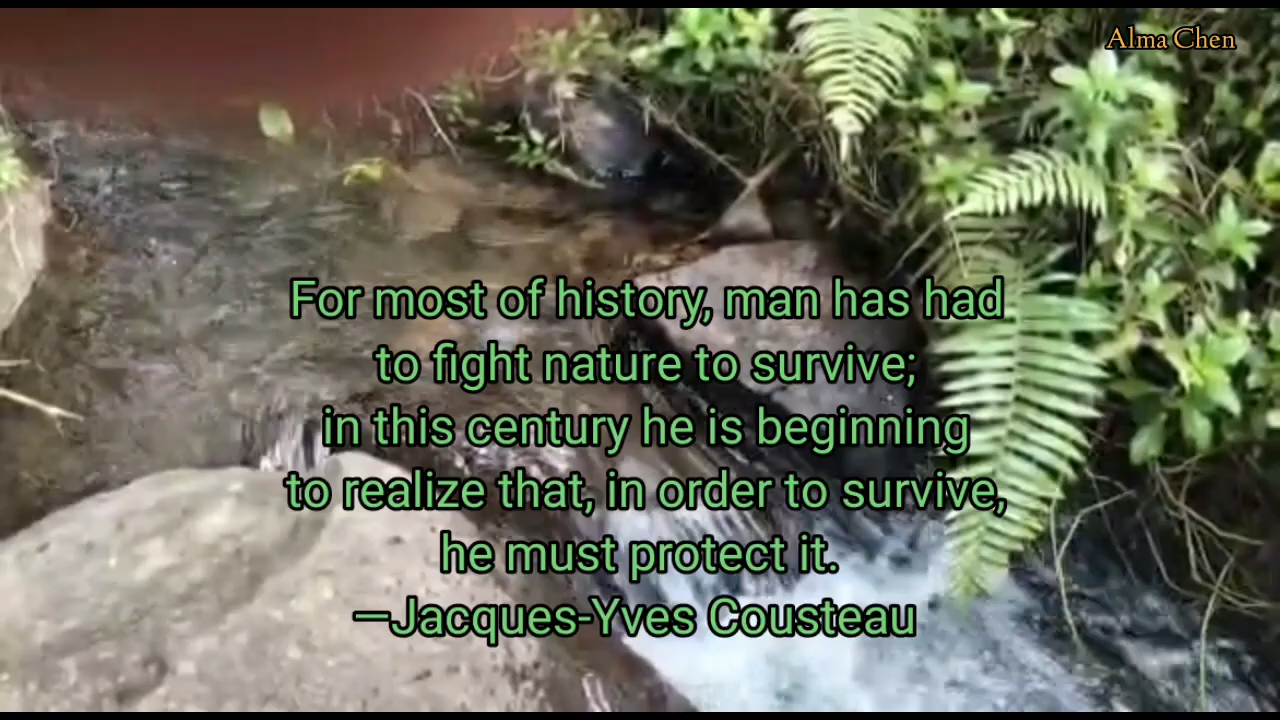 Alma Chen
For most of history, man has had
to fight nature to survive;
in this century he is beginning
to realize that, in order to survive,
he must protect it.
—Jacques-Yves Cousteau